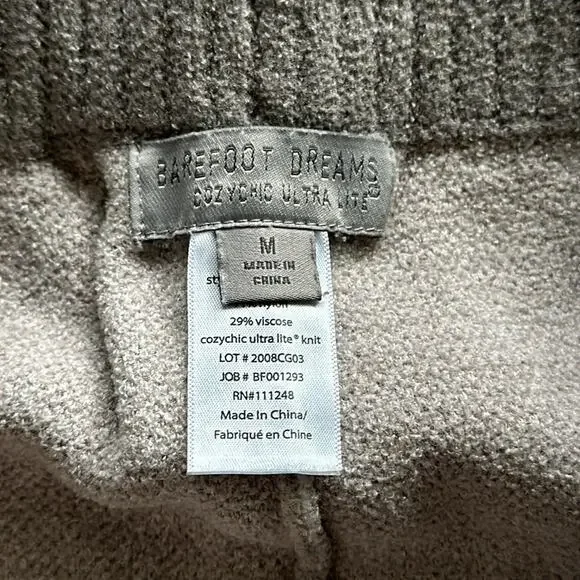 BAREFOOT DREAMS
COZYCHIC ULTRA LITE®
M
MADE IN
CHINA
29% viscose
cozychic ultra lite® knit
LOT # 2008CG03
JOB # BF001293
RN#111248
Made In China/
Fabriqué en Chine